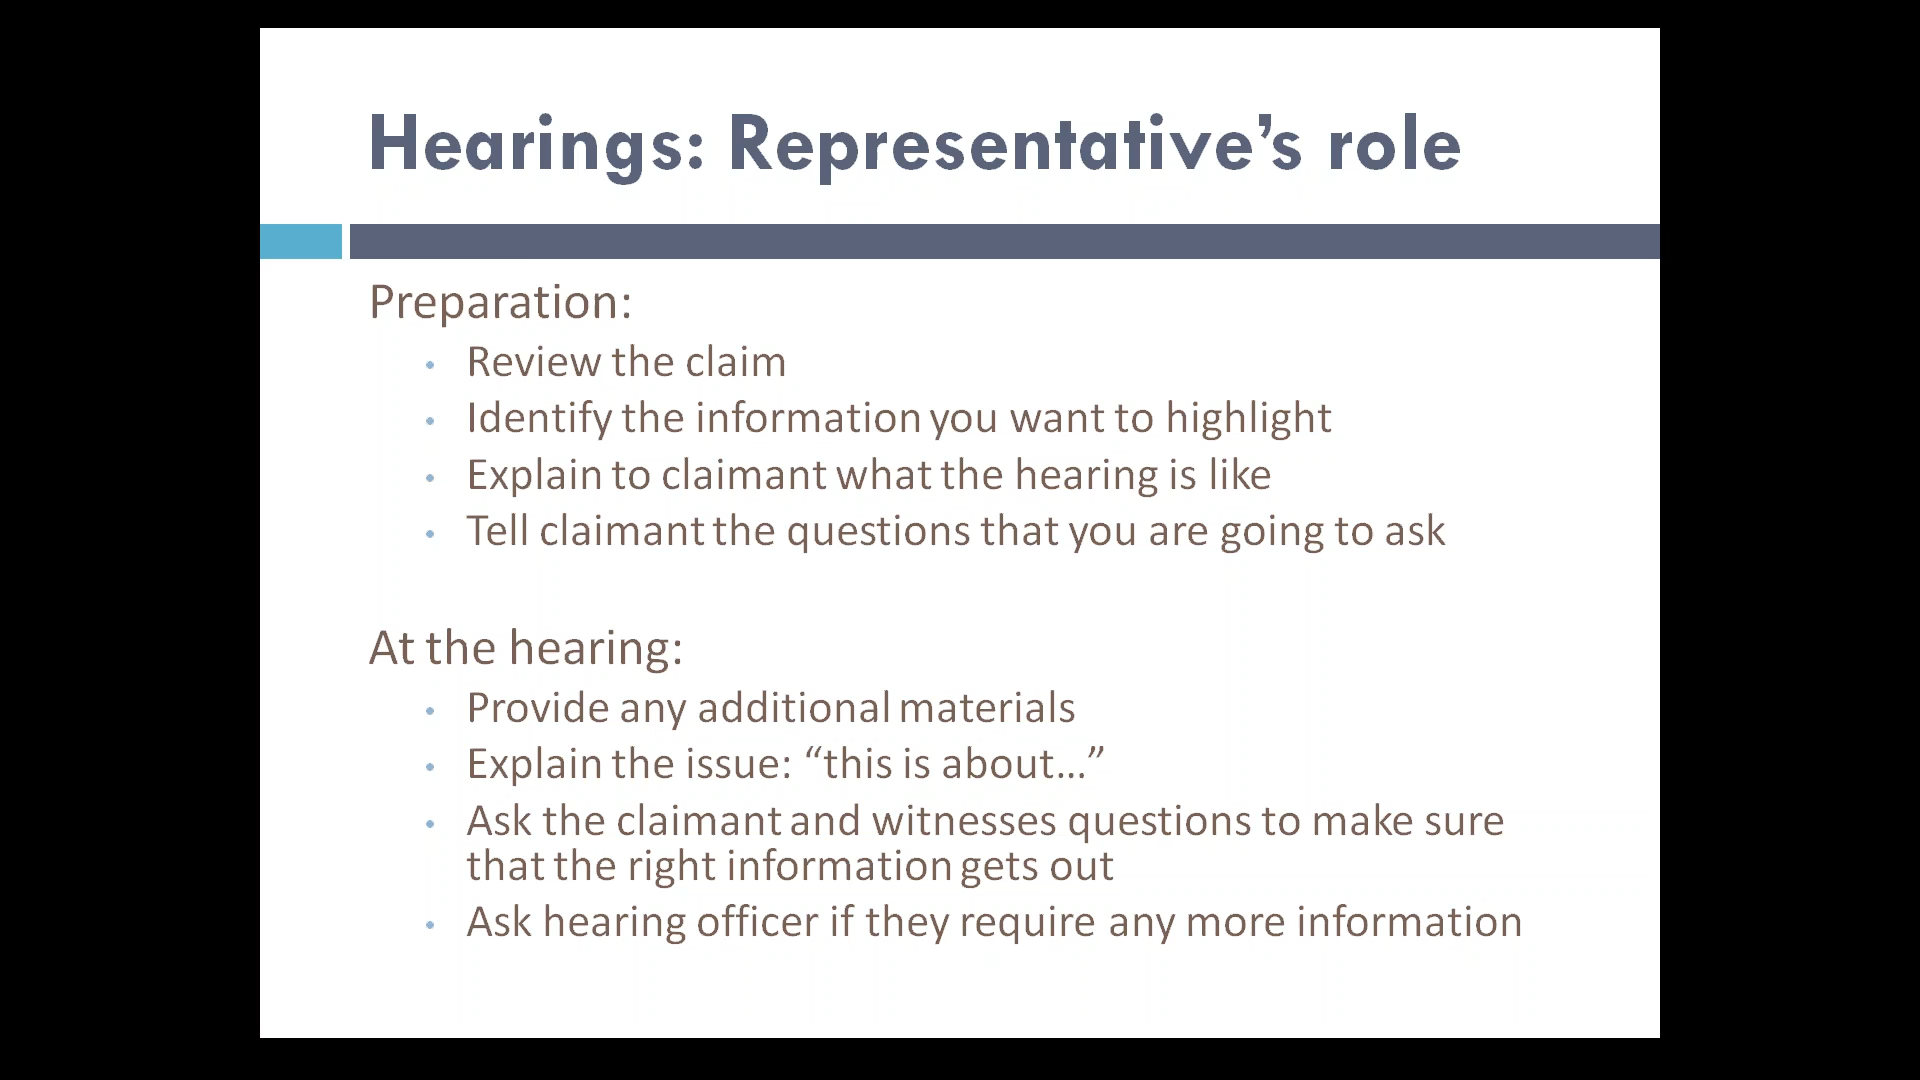 Hearings: Representative’s role
Preparation:
• Review the claim
• Identify the information you want to highlight
• Explain to claimant what the hearing is like
• Tell claimant the questions that you are going to ask
At the hearing:
• Provide any additional materials
• Explain the issue: “this is about…”
• Ask the claimant and witnesses questions to make sure
that the right information gets out
• Ask hearing officer if they require any more information